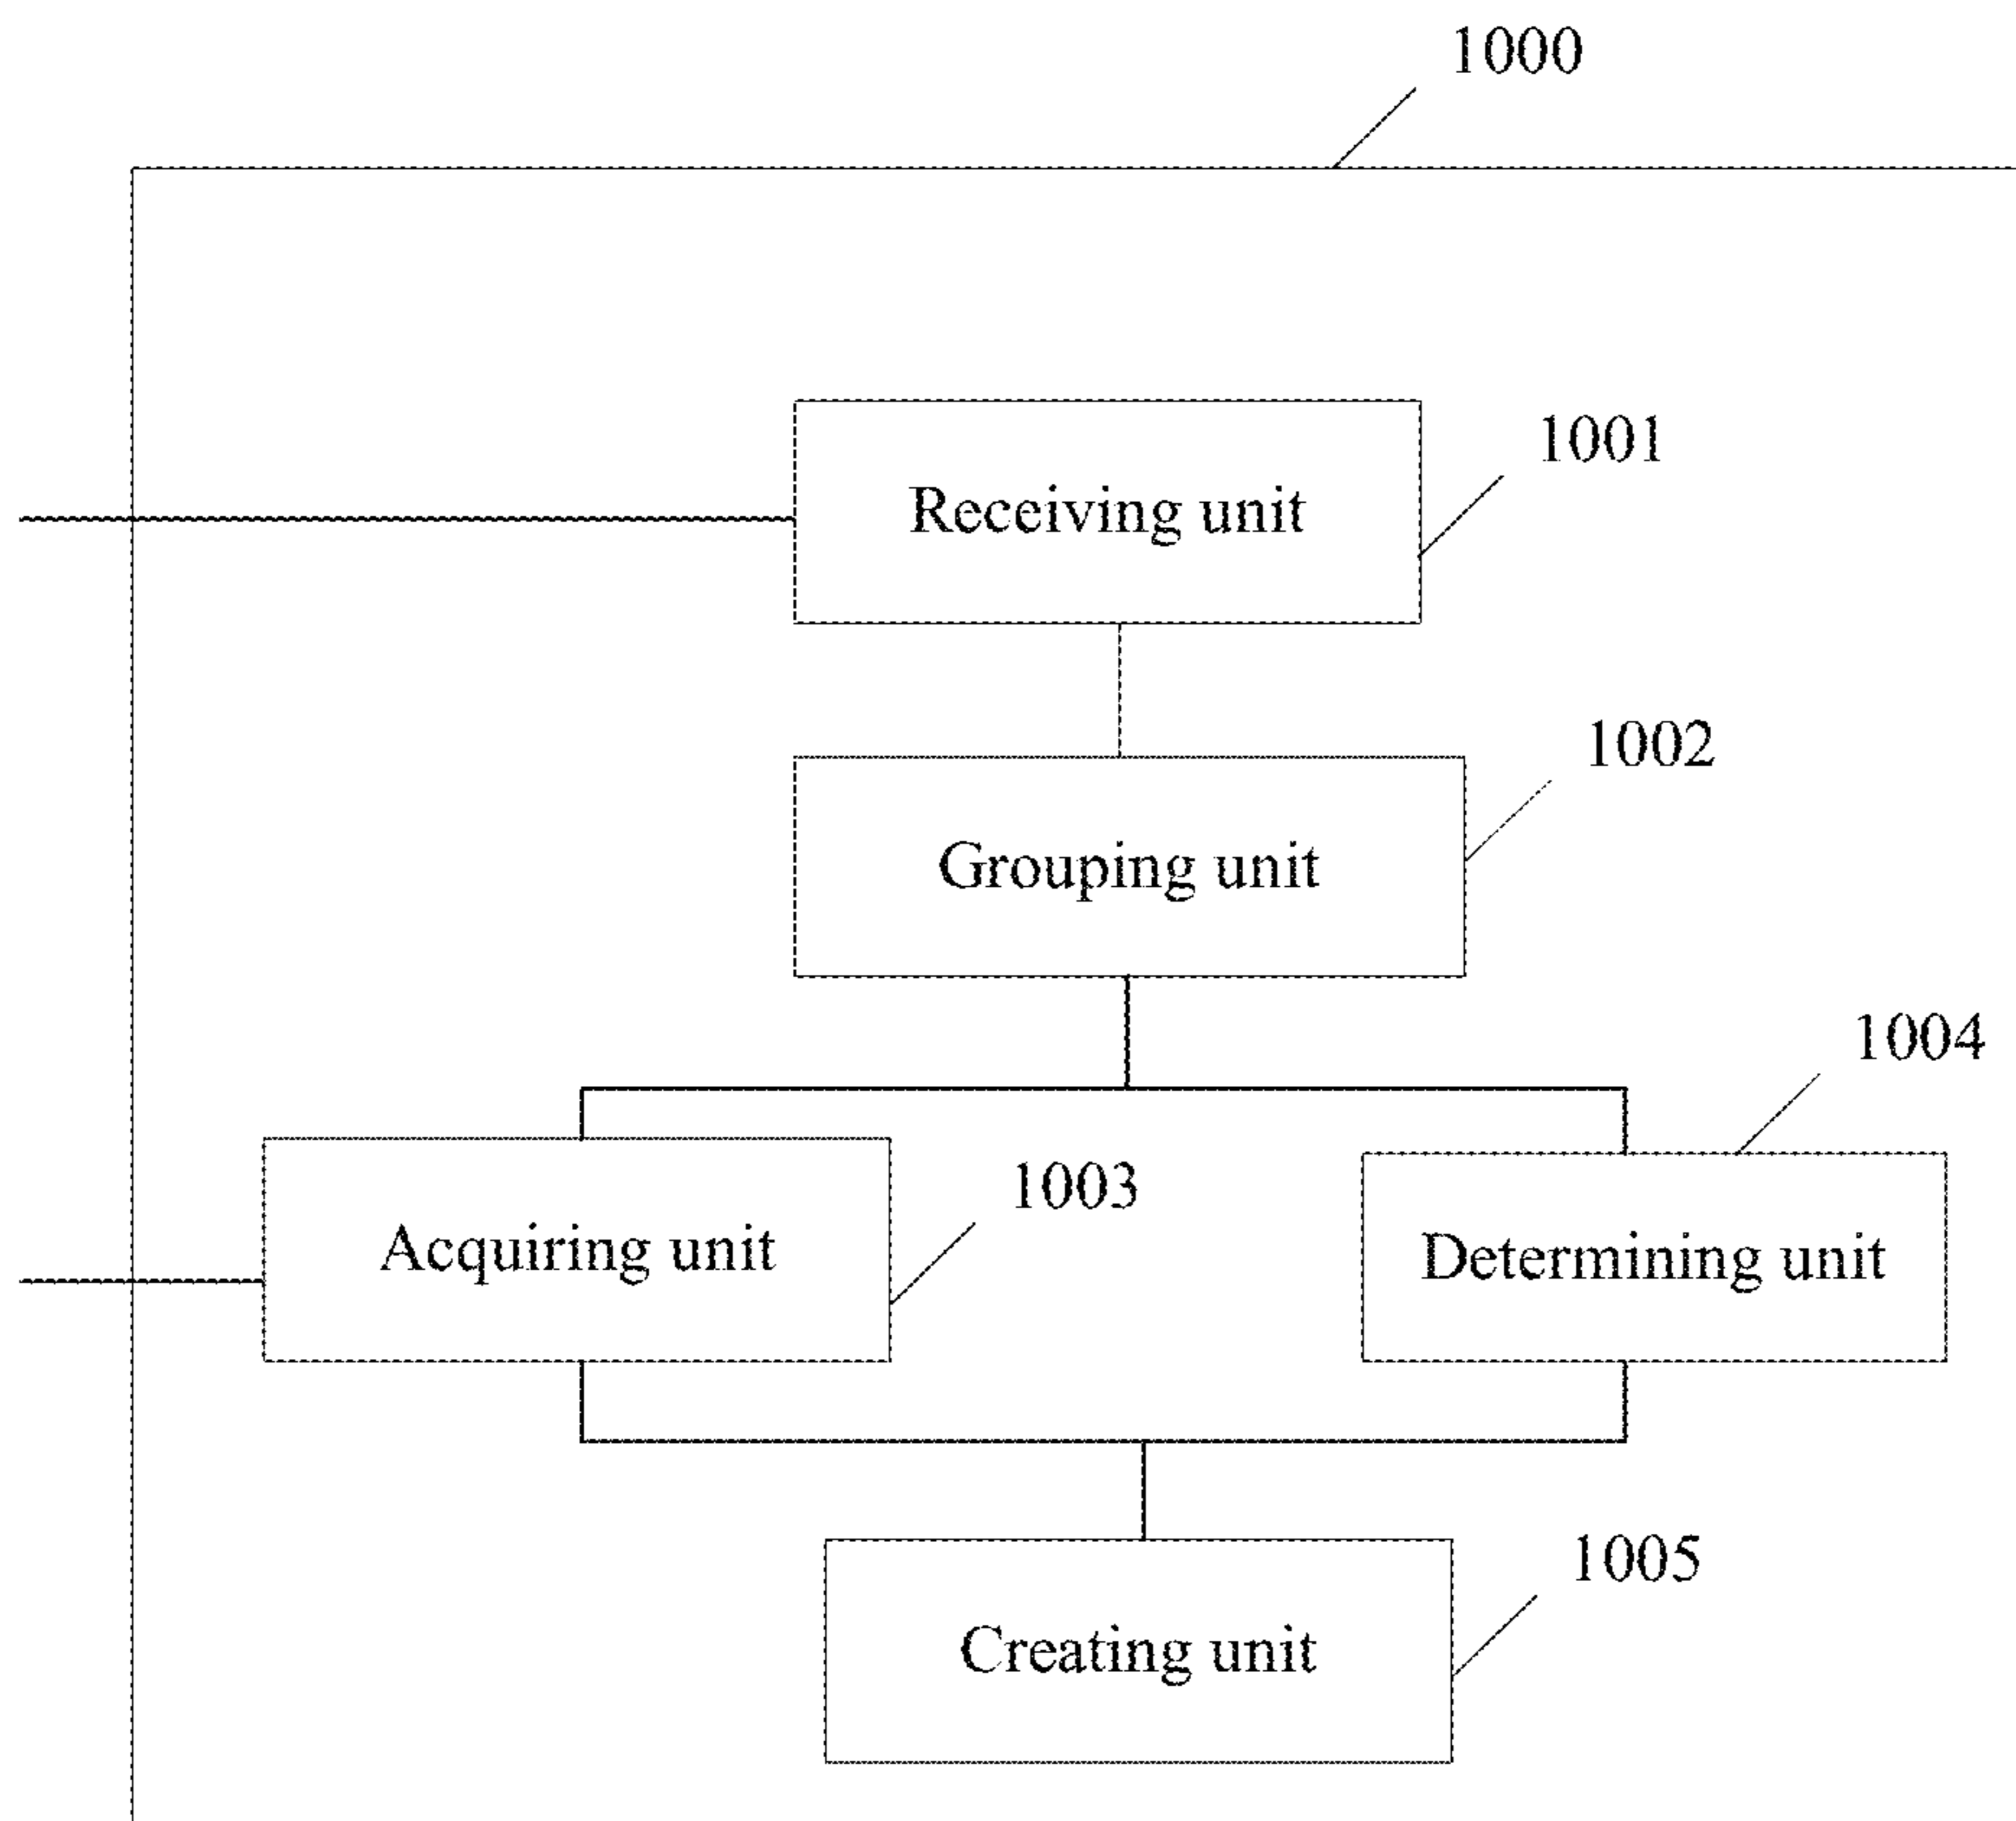 1000
1001
Receiving unit
1002
Grouping unit
1004
1003
Acquiring unit
Determining unit
1005
Creating unit